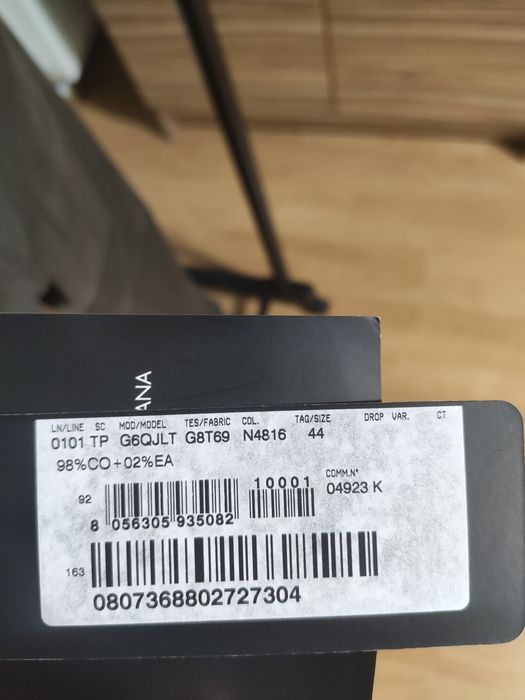 ANA
LN/LINE SC MOD/MODEL TES/FABRIC COL. TAG/SIZE DROP VAR. CT
0101 TP G6QJLT G8T69 N4816 44
98%CO+02%EA
COMM.N°
92 10001 04923 K
8 056305 935082
163
0807368802727304